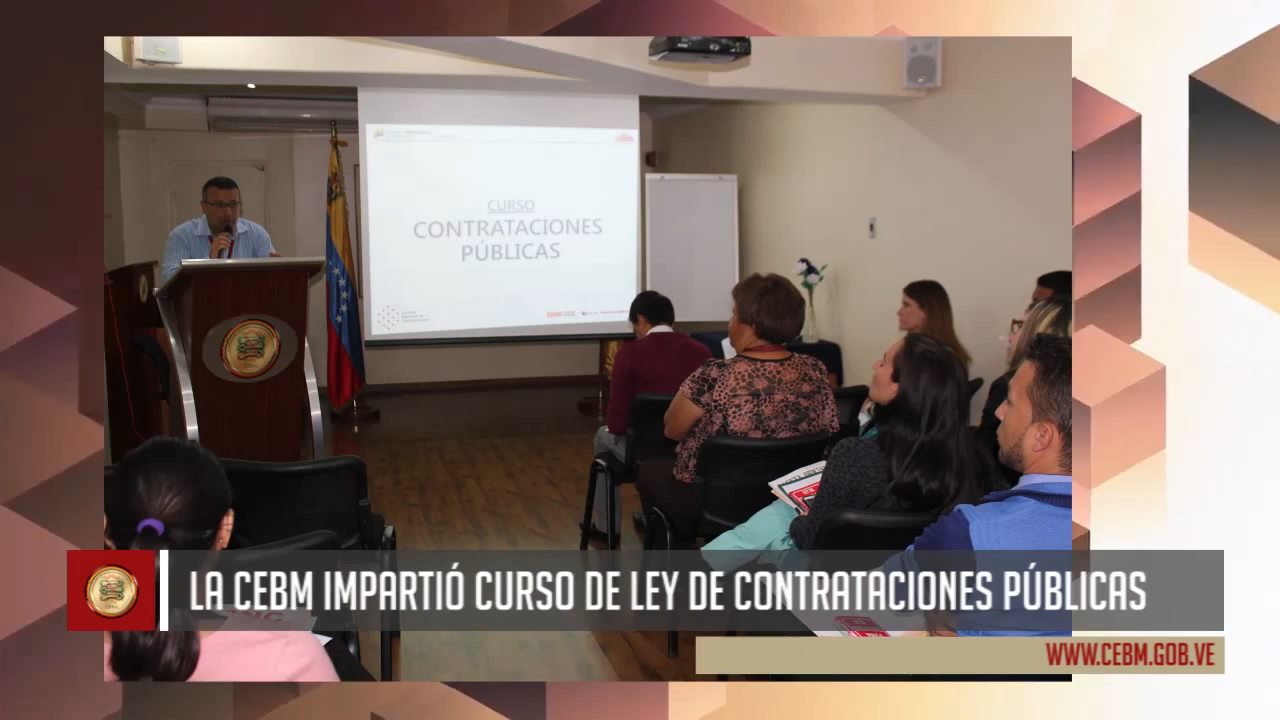 CURSO
CONTRATACIONES
PÚBLICAS
LA CEBM IMPARTIÓ CURSO DE LEY DE CONTRATACIONES PÚBLICAS
WWW.CEBM.GOB.VE